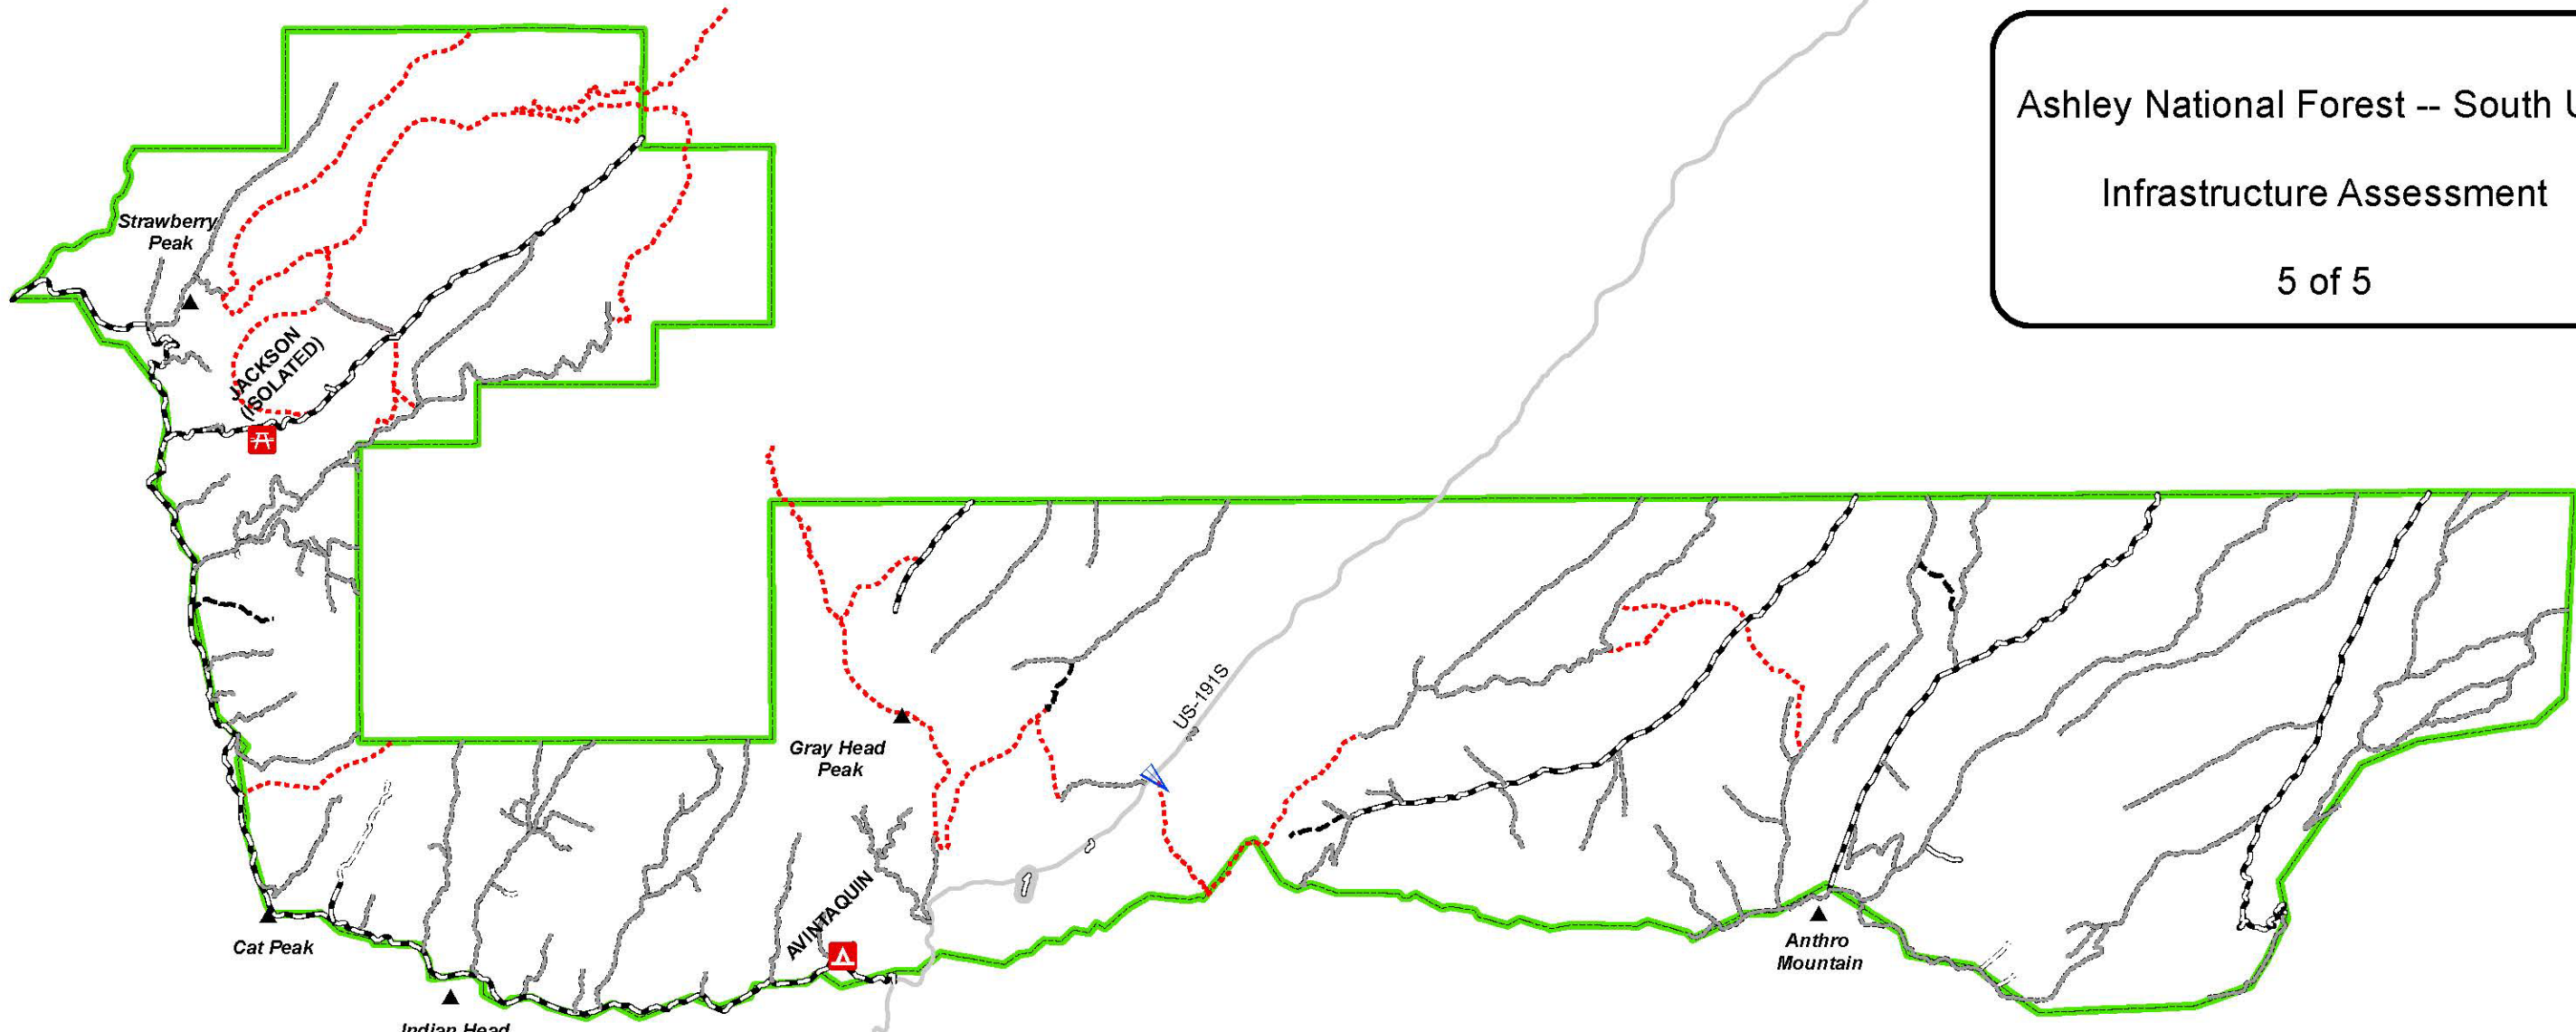 Ashley National Forest -- South
Infrastructure Assessment
5 of 5
Strawberry
Peak
JACKSON
(ISOLATED)
US-191S
Gray Head
Peak
AVINTAQUIN
Cat Peak
Anthro
Mountain
Indian Head